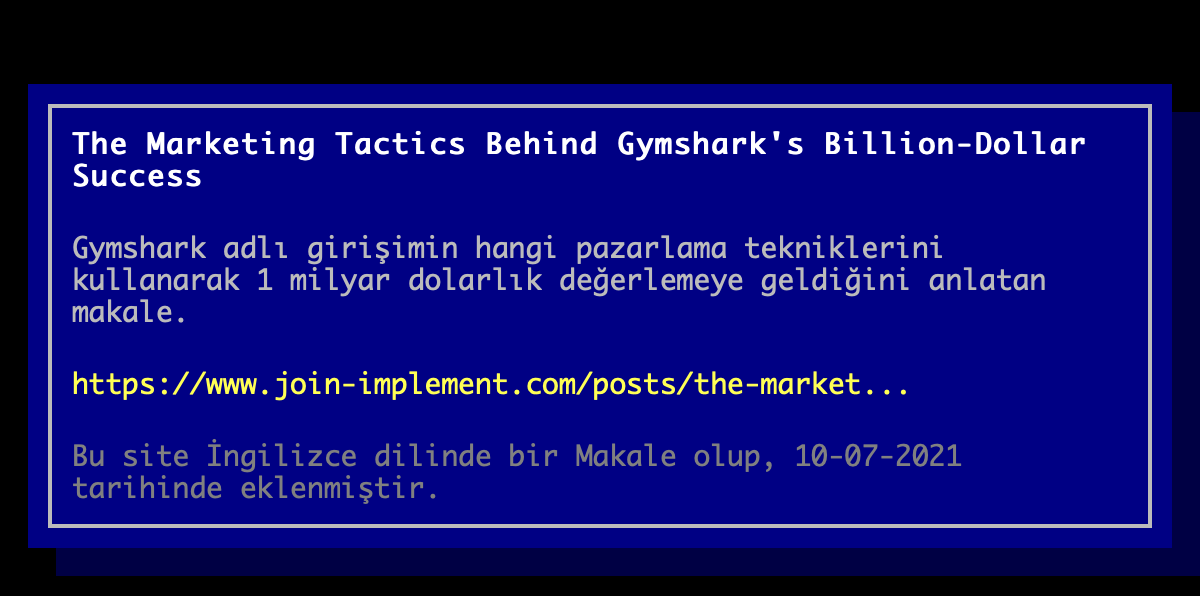 The Marketing Tactics Behind Gymshark's Billion-Dollar
Success
Gymshark adlı girişimin hangi pazarlama tekniklerini
kullanarak 1 milyar dolarlık değerlemeye geldiğini anlatan
makale.
https://www.join-implement.com/posts/the-market...
Bu site İngilizce dilinde bir Makale olup, 10-07-2021
tarihinde eklenmiştir.